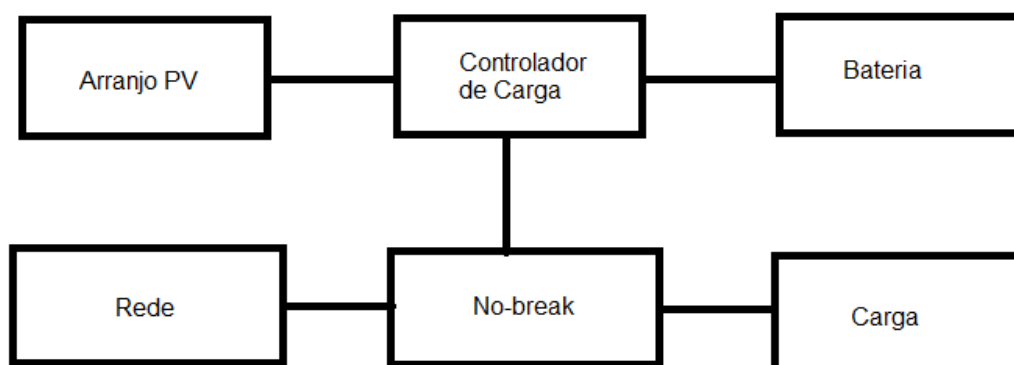 Arranjo PV
Controlador
de Carga
Bateria
Rede
No-break
Carga